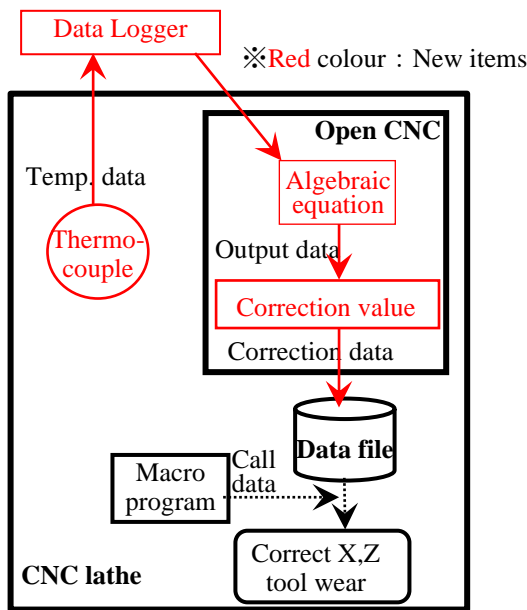 Data Logger
※Red colour：New items
Open CNC
Temp. data
Algebraic
equation
Thermo-
couple
Output data
Correction value
Correction data
Data file
Call
data
Macro
program
Correct X,Z
tool wear
CNC lathe